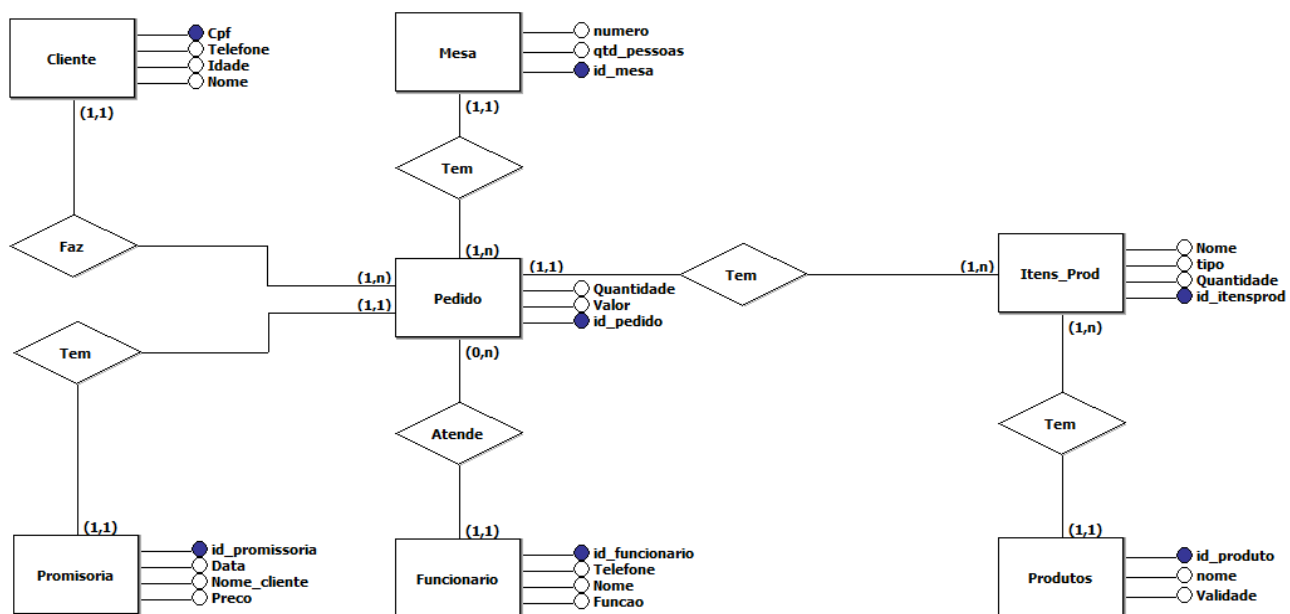 Cliente
Cpf
Telefone
Idade
Nome
(1,1)
Mesa
numero
qtd_pessoas
id_mesa
(1,1)
Tem
Faz
(1,n)
(1,n)
(1,1)
Pedido
Quantidade
Valor
id_pedido
(1,1)
Tem
(1,n)
Itens_Prod
Nome
tipo
Quantidade
id_itensprod
(1,n)
Tem
(0,n)
Atende
Tem
(1,1)
Promisoria
id_promissoria
Data
Nome_cliente
Preco
(1,1)
Funcionario
id_funcionario
Telefone
Nome
Funcao
(1,1)
Produtos
id_produto
nome
Validade